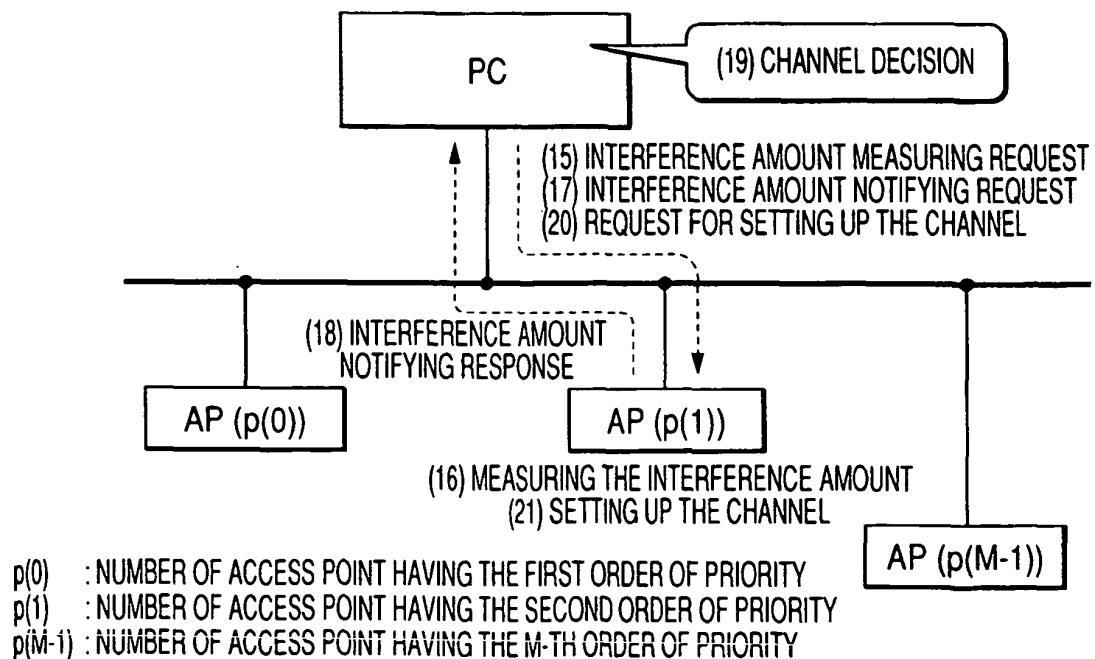 PC
(19) CHANNEL DECISION
(15) INTERFERENCE AMOUNT MEASURING REQUEST
(17) INTERFERENCE AMOUNT NOTIFYING REQUEST
(20) REQUEST FOR SETTING UP THE CHANNEL
(18) INTERFERENCE AMOUNT
NOTIFYING RESPONSE
AP (p(0))
AP (p(1))
(16) MEASURING THE INTERFERENCE AMOUNT
(21) SETTING UP THE CHANNEL
AP (p(M-1))
p(0) : NUMBER OF ACCESS POINT HAVING THE FIRST ORDER OF PRIORITY
p(1) : NUMBER OF ACCESS POINT HAVING THE SECOND ORDER OF PRIORITY
p(M-1) : NUMBER OF ACCESS POINT HAVING THE M-TH ORDER OF PRIORITY